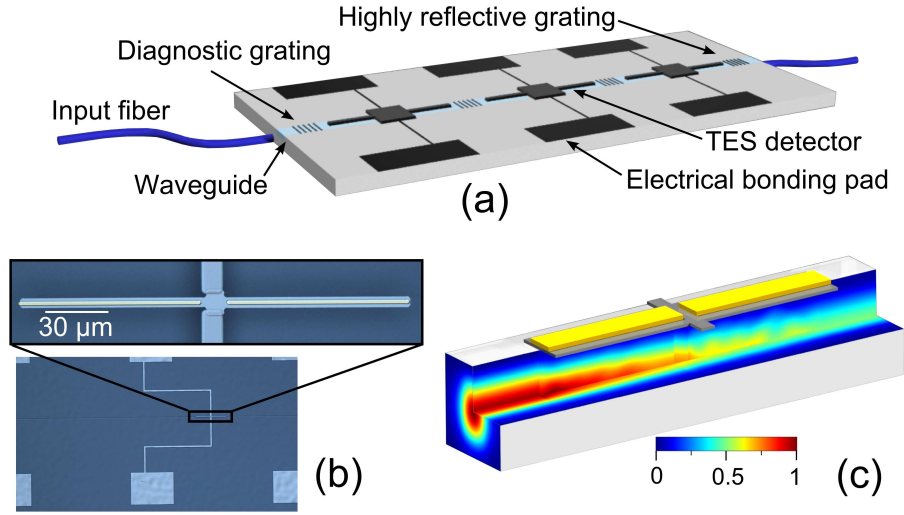 Highly reflective grating
Diagnostic grating
Input fiber
TES detector
Waveguide
Electrical bonding pad
(a)
30 µm
(b)
0 0.5 1
(c)